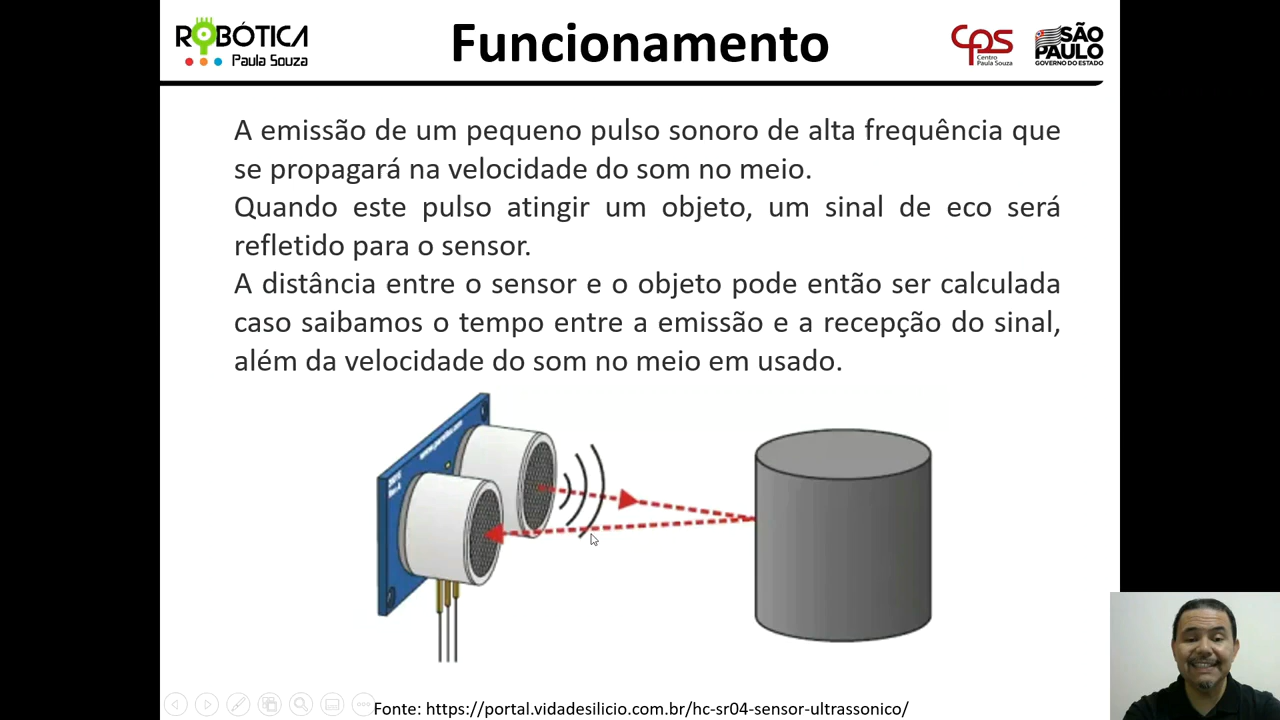 ROBÓTICA
Paula Souza
Funcionamento
CPS
Centro
Paula Souza
SÃO
PAULO
GOVERNO DO ESTADO
A emissão de um pequeno pulso sonoro de alta frequência que
se propagará na velocidade do som no meio.
Quando este pulso atingir um objeto, um sinal de eco será
refletido para o sensor.
A distância entre o sensor e o objeto pode então ser calculada
caso saibamos o tempo entre a emissão e a recepção do sinal,
além da velocidade do som no meio em usado.
Fonte: https://portal.vidadesilicio.com.br/hc-sr04-sensor-ultrassonico/